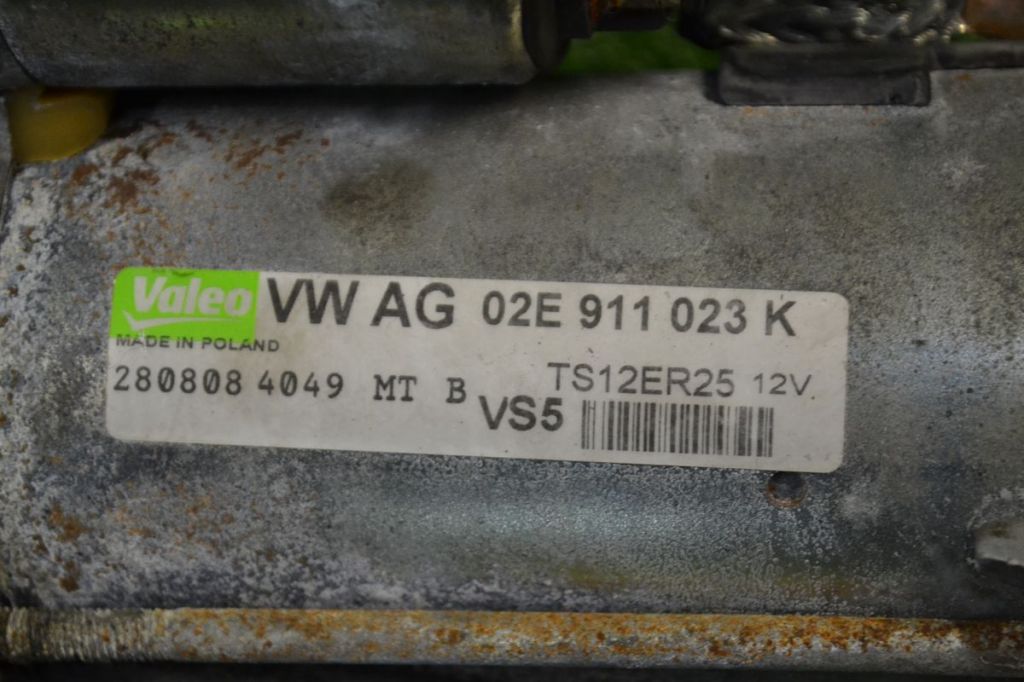 Valeo VW AG 02E 911 023 K
MADE IN POLAND
280808 4049 MT B TS12ER25 12V
VS5